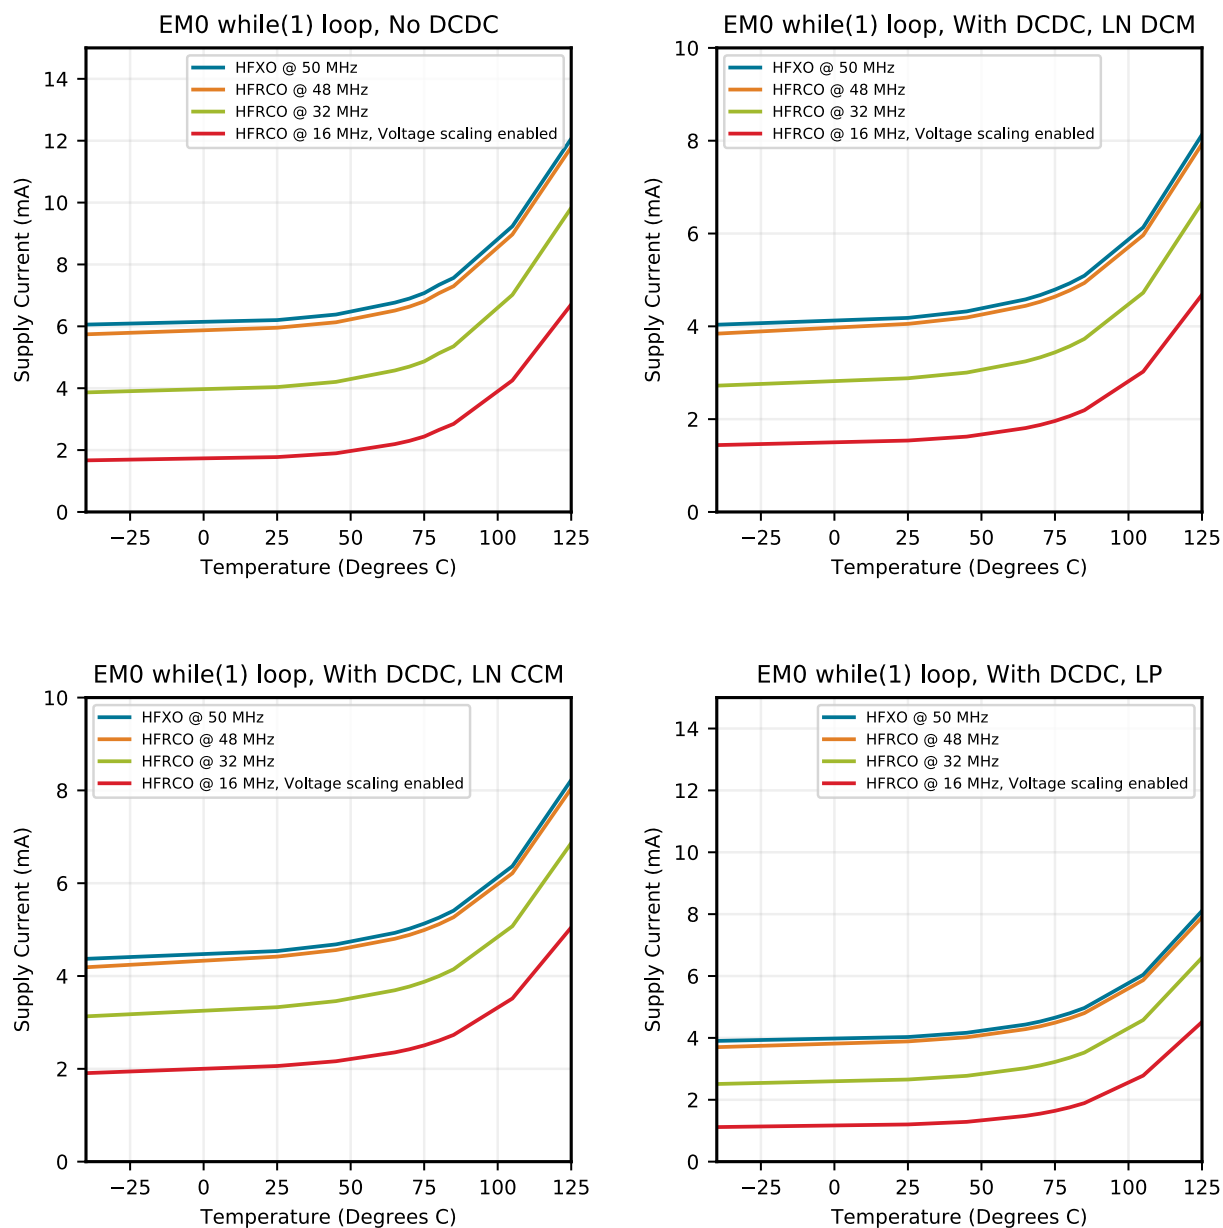 EM0 while(1) loop, No DCDC
14
12
10
8
6
4
2
0
Supply Current (mA)
HFXO @ 50 MHz
HFRCO @ 48 MHz
HFRCO @ 32 MHz
HFRCO @ 16 MHz, Voltage scaling enabled
−25 0 25 50 75 100 125
Temperature (Degrees C)
EM0 while(1) loop, With DCDC, LN DCM
10
8
6
4
2
0
Supply Current (mA)
HFXO @ 50 MHz
HFRCO @ 48 MHz
HFRCO @ 32 MHz
HFRCO @ 16 MHz, Voltage scaling enabled
−25 0 25 50 75 100 125
Temperature (Degrees C)
EM0 while(1) loop, With DCDC, LN CCM
10
8
6
4
2
0
Supply Current (mA)
HFXO @ 50 MHz
HFRCO @ 48 MHz
HFRCO @ 32 MHz
HFRCO @ 16 MHz, Voltage scaling enabled
−25 0 25 50 75 100 125
Temperature (Degrees C)
EM0 while(1) loop, With DCDC, LP
14
12
10
8
6
4
2
0
Supply Current (mA)
HFXO @ 50 MHz
HFRCO @ 48 MHz
HFRCO @ 32 MHz
HFRCO @ 16 MHz, Voltage scaling enabled
−25 0 25 50 75 100 125
Temperature (Degrees C)